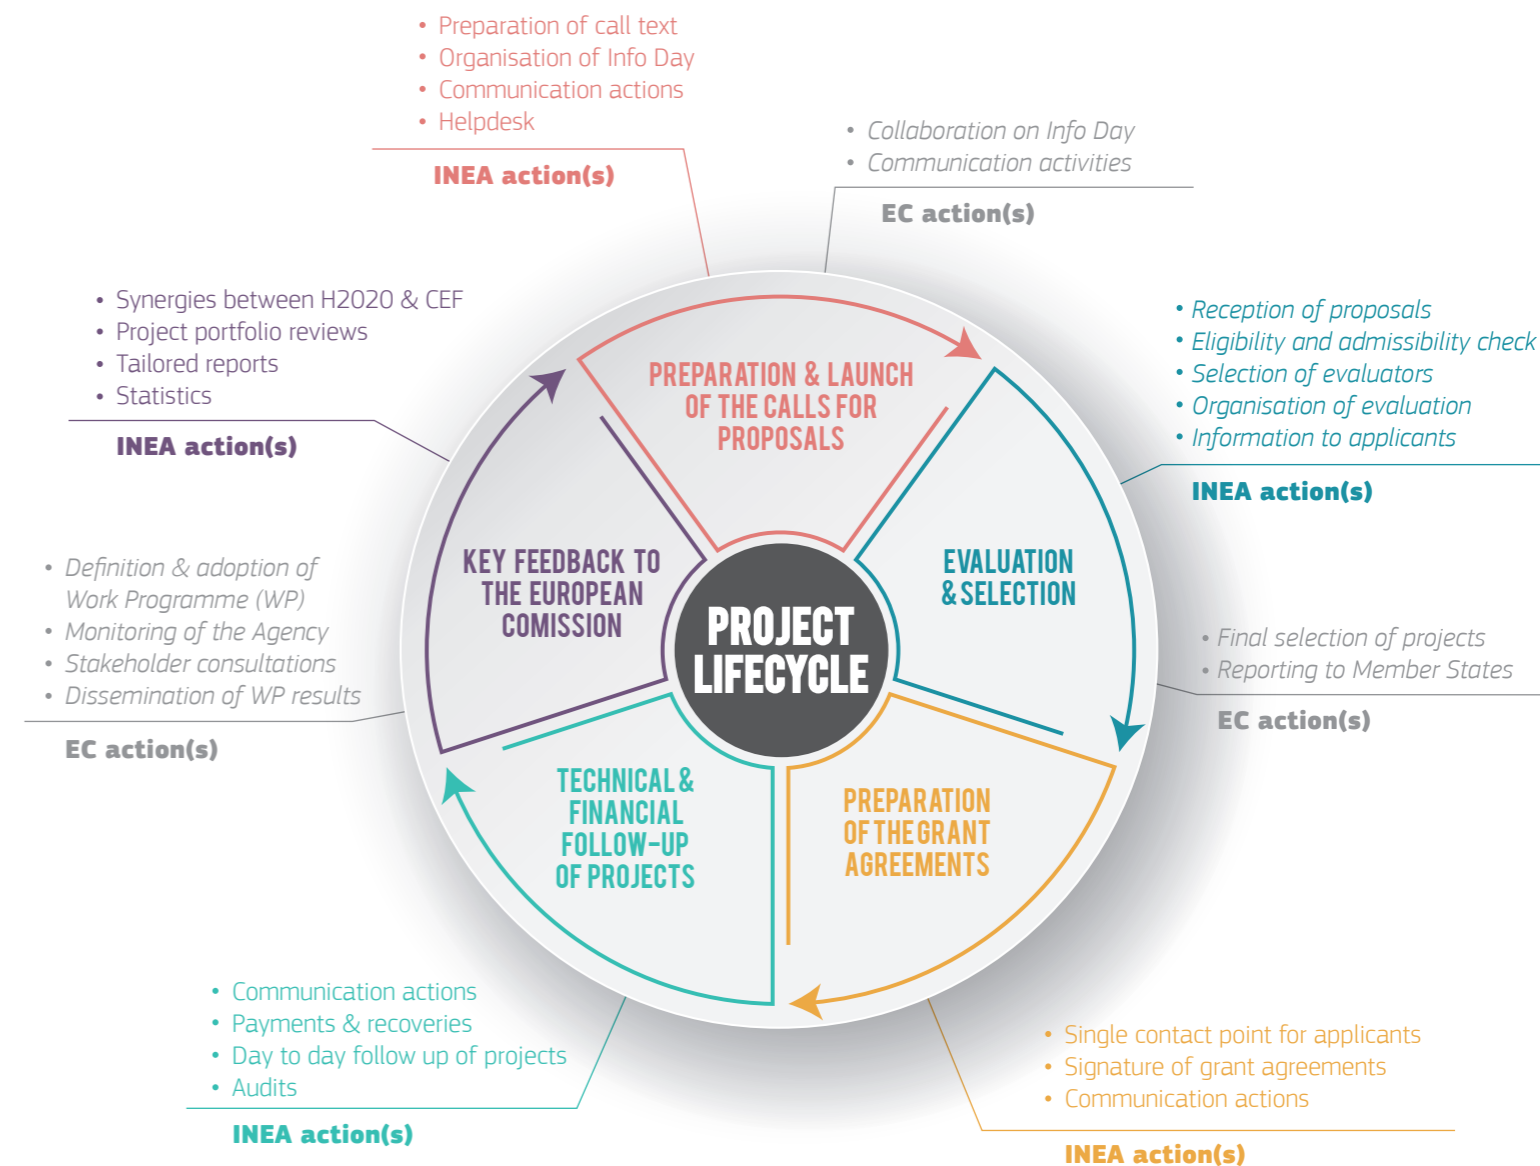 • Preparation of call text
• Organisation of Info Day
• Communication actions
• Helpdesk
INEA action(s)
• Collaboration on Info Day
• Communication activities
EC action(s)
• Synergies between H2020 & CEF
• Project portfolio reviews
• Tailored reports
• Statistics
INEA action(s)
• Reception of proposals
• Eligibility and admissibility check
• Selection of evaluators
• Organisation of evaluation
• Information to applicants
INEA action(s)
PREPARATION & LAUNCH
OF THE CALLS FOR
PROPOSALS
KEY FEEDBACK TO
THE EUROPEAN
COMISSION
EVALUATION
& SELECTION
PROJECT
LIFECYCLE
• Definition & adoption of
Work Programme (WP)
• Monitoring of the Agency
• Stakeholder consultations
• Dissemination of WP results
EC action(s)
• Final selection of projects
• Reporting to Member States
EC action(s)
TECHNICAL &
FINANCIAL
FOLLOW-UP
OF PROJECTS
PREPARATION
OF THE GRANT
AGREEMENTS
• Communication actions
• Payments & recoveries
• Day to day follow up of projects
• Audits
INEA action(s)
• Single contact point for applicants
• Signature of grant agreements
• Communication actions
INEA action(s)